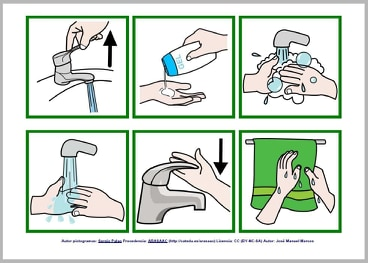 Autor pictogramas: Sergio Palao Procedencia: ARASAAC (http://catedu.es/arasaac) Licencia: CC (BY-NC-SA) Autor: José Manuel Marcos